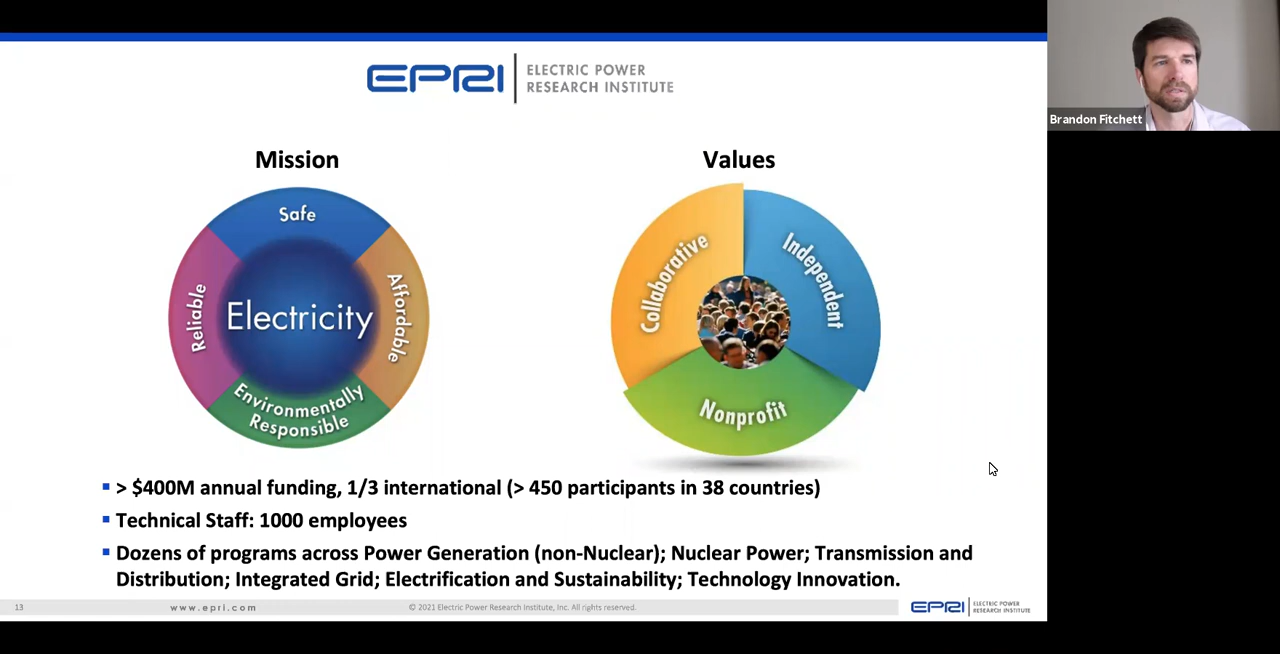 EPRI
ELECTRIC POWER
RESEARCH INSTITUTE
Brandon Fitchett
Mission
Values
Safe
Reliable
Electricity
Affordable
Environmentally
Responsible
Collaborative
Independent
Nonprofit
> $400M annual funding, 1/3 international (> 450 participants in 38 countries)
Technical Staff: 1000 employees
Dozens of programs across Power Generation (non-Nuclear); Nuclear Power; Transmission and
Distribution; Integrated Grid; Electrification and Sustainability; Technology Innovation.
13
www.epri.com
© 2021 Electric Power Research Institute, Inc. All rights reserved.
EPRI
ELECTRIC POWER
RESEARCH INSTITUTE